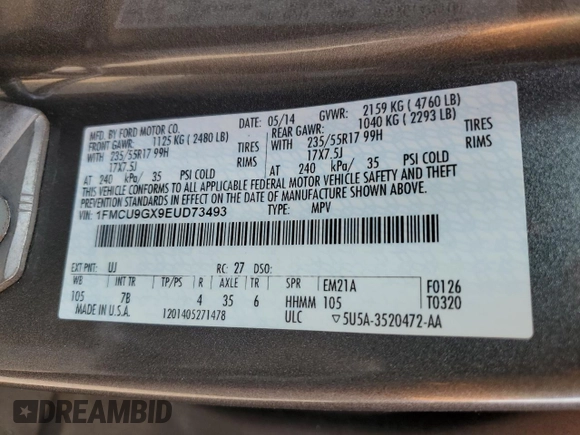 MFD. BY FORD MOTOR CO.
DATE: 05/14 GVWR: 2159 KG ( 4760 LB)
FRONT GAWR: 1125 KG ( 2480 LB) REAR GAWR: 1040 KG ( 2293 LB)
WITH 235/55R17 99H TIRES WITH 235/55R17 99H TIRES
17X7.5J RIMS 17X7.5J RIMS
AT 240 kPa/ 35 PSI COLD AT 240 kPa/ 35 PSI COLD
THIS VEHICLE CONFORMS TO ALL APPLICABLE FEDERAL MOTOR VEHICLE SAFETY AND THEFT
PREVENTION STANDARDS IN EFFECT ON THE DATE OF MANUFACTURE SHOWN ABOVE.
VIN: 1FMCU9GX9EUD73493 TYPE: MPV
EXT PNT: UJ RC: 27 DSO:
WB INT TR TP/PS R AXLE TR SPR EM21A F0126
105 7B 4 35 6 HHMM 105 T0320
MADE IN U.S.A. 1201405271478 ULC ▽5U5A-3520472-AA
DREAMBID